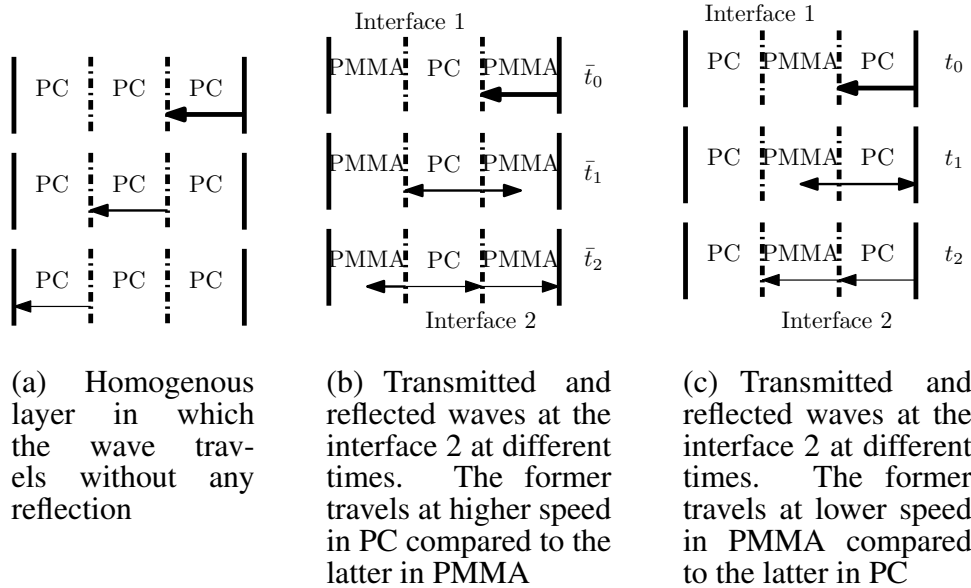 PC PC PC
PC PC PC
PC PC PC
(a) Homogenous
layer in which
the wave trav-
els without any
reflection
Interface 1
PMMA PC PMMA t̄0
PMMA PC PMMA t̄1
PMMA PC PMMA t̄2
Interface 2
(b) Transmitted and
reflected waves at the
interface 2 at different
times. The former
travels at higher speed
in PC compared to the
latter in PMMA
Interface 1
PC PMMA PC t0
PC PMMA PC t1
PC PMMA PC t2
Interface 2
(c) Transmitted and
reflected waves at the
interface 2 at different
times. The former
travels at lower speed
in PMMA compared
to the latter in PC